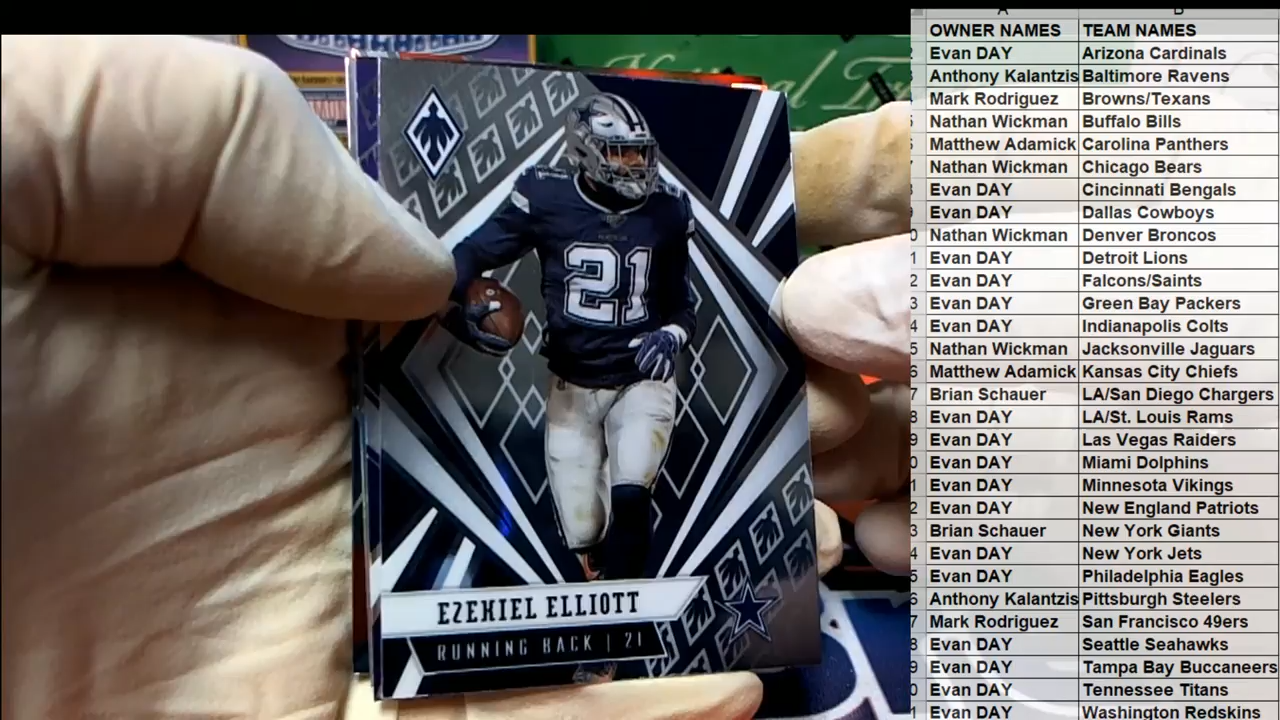 21
EZEKIEL ELLIOTT
RUNNING BACK | 21
National Tr
OWNER NAMES TEAM NAMES
Evan DAY Arizona Cardinals
Anthony Kalantzis Baltimore Ravens
Mark Rodriguez Browns/Texans
Nathan Wickman Buffalo Bills
Matthew Adamick Carolina Panthers
Nathan Wickman Chicago Bears
Evan DAY Cincinnati Bengals
Evan DAY Dallas Cowboys
Nathan Wickman Denver Broncos
Evan DAY Detroit Lions
Evan DAY Falcons/Saints
Evan DAY Green Bay Packers
Evan DAY Indianapolis Colts
Nathan Wickman Jacksonville Jaguars
Matthew Adamick Kansas City Chiefs
Brian Schauer LA/San Diego Chargers
Evan DAY LA/St. Louis Rams
Evan DAY Las Vegas Raiders
Evan DAY Miami Dolphins
Evan DAY Minnesota Vikings
Evan DAY New England Patriots
Brian Schauer New York Giants
Evan DAY New York Jets
Evan DAY Philadelphia Eagles
Anthony Kalantzis Pittsburgh Steelers
Mark Rodriguez San Francisco 49ers
Evan DAY Seattle Seahawks
Evan DAY Tampa Bay Buccaneers
Evan DAY Tennessee Titans
Evan DAY Washington Redskins